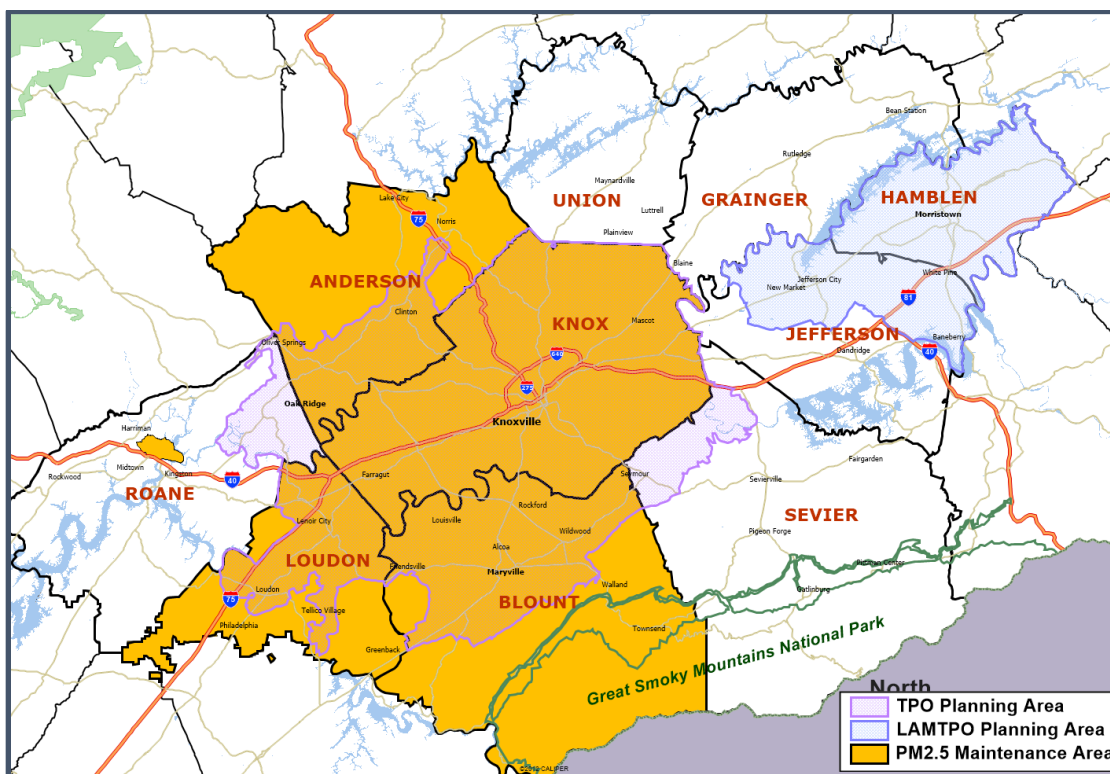 Bean Station
Rutledge
Maynardville
UNION
GRAINGER
HAMBLEN
Lake City
Luttrell
Morristown
75
Norris
Plainview
Blaine
White Pine
Jefferson City
ANDERSON
New Market
81
Clinton
KNOX
Mascot
JEFFERSON
Baneberry
Oliver Springs
640
Dandridge
40
275
Oak Ridge
Knoxville
Harriman
Fairgarden
Midtown
Kingston
Farragut
Seymour
Sevierville
Rockwood
40
ROANE
Rockford
Lenoir City
Louisville
SEVIER
Wildwood
Pigeon Forge
Alcoa
LOUDON
Friendsville
Maryville
Pittman Center
Walland
Gatlinburg
Loudon
75
BLOUNT
Tellico Village
Philadelphia
Townsend
Greenback
Great Smoky Mountains National Park
North
TPO Planning Area
LAMTPO Planning Area
PM2.5 Maintenance Area